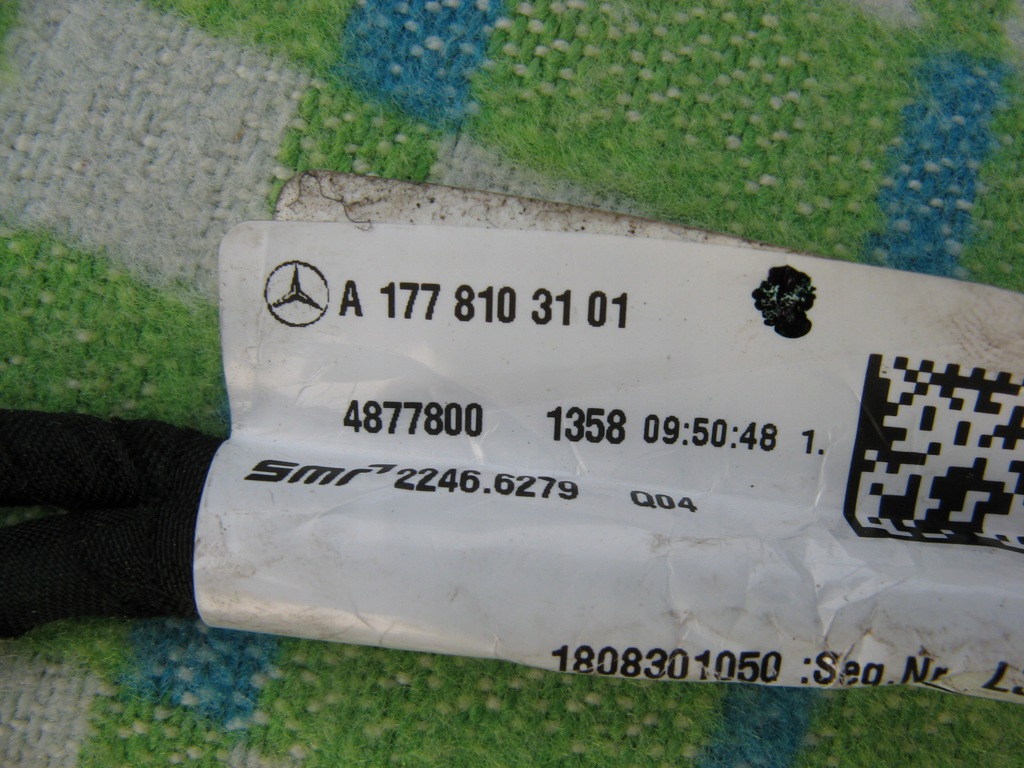 A 177 810 31 01
4877800 1358 09:50:48 1.
smr 2246.6279 Q04
1808301050 :Seq.Nr